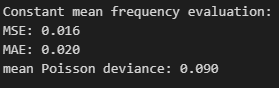 Constant mean frequency evaluation:
MSE: 0.016
MAE: 0.020
mean Poisson deviance: 0.090